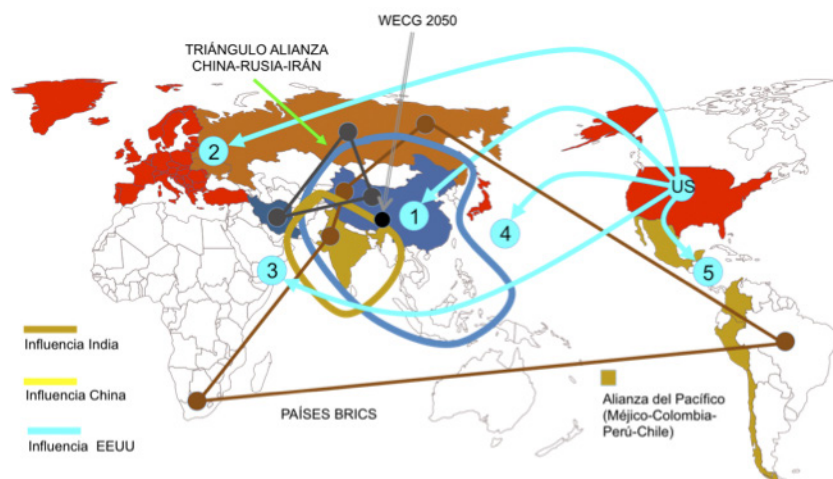 WECG 2050
TRIÁNGULO ALIANZA
CHINA-RUSIA-IRÁN
US
2
1
4
3
5
Influencia India
Influencia China
Influencia EEUU
PAÍSES BRICS
Alianza del Pacífico
(Méjico-Colombia-
Perú-Chile)